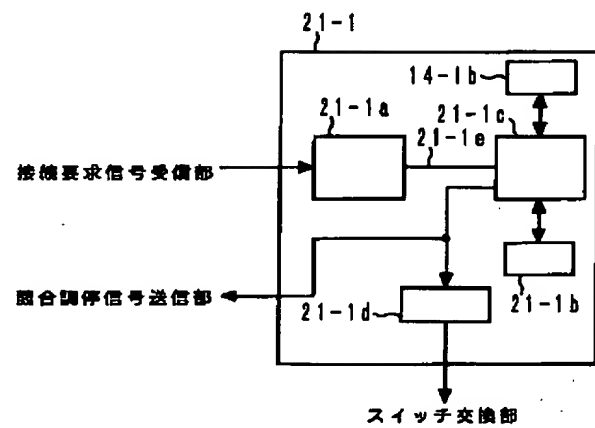 21-1
14-1b
21-1a
21-1c
21-1e
接続要求信号受信部
競合調停信号送信部
21-1d
21-1b
スイッチ交換部